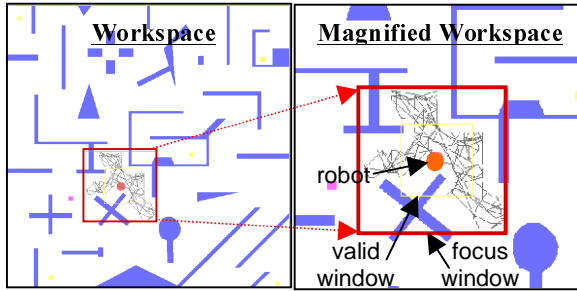 Workspace
Magnified Workspace
robot
valid
window
focus
window